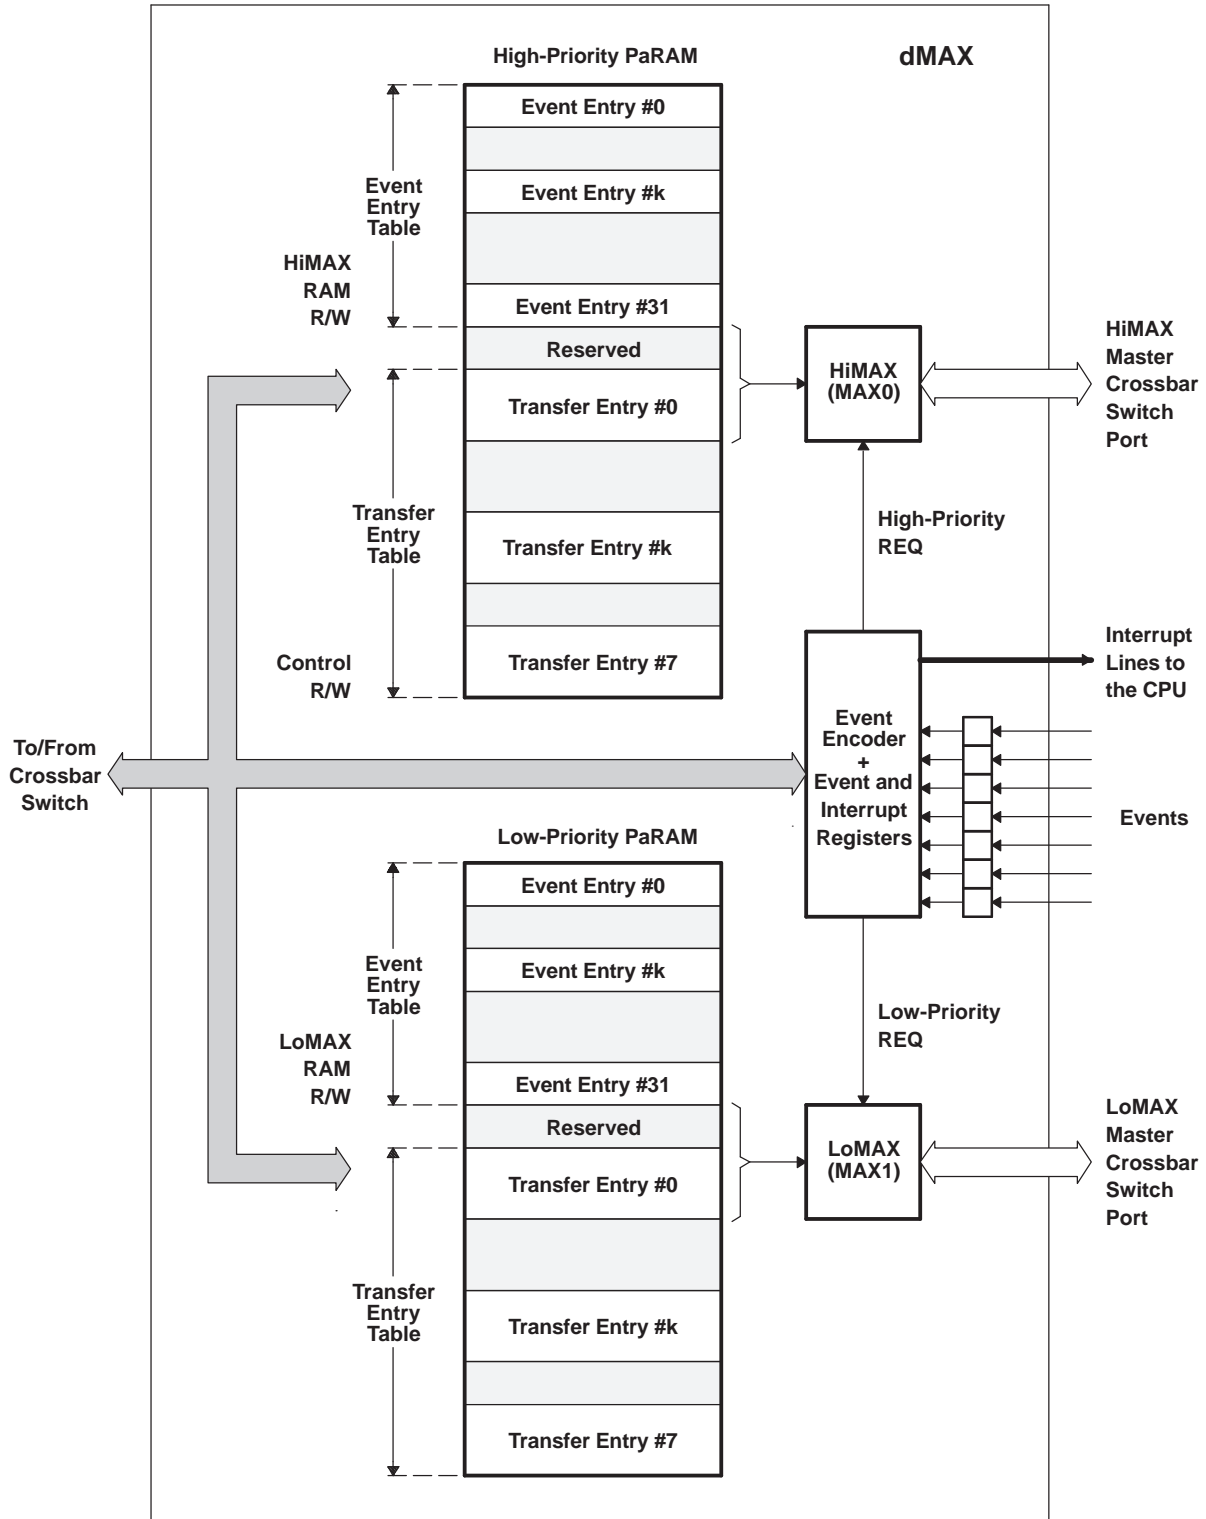 High-Priority PaRAM
dMAX
Event Entry #0
Event Entry #k
Event
Entry
Table
HiMAX
RAM
R/W
Event Entry #31
Reserved
Transfer Entry #0
HiMAX
(MAX0)
HiMAX
Master
Crossbar
Switch
Port
Transfer
Entry
Table
Transfer Entry #k
High-Priority
REQ
Control
R/W
Transfer Entry #7
Interrupt
Lines to
the CPU
To/From
Crossbar
Switch
Event
Encoder
+
Event and
Interrupt
Registers
Events
Low-Priority PaRAM
Event Entry #0
Event Entry #k
Event
Entry
Table
LoMAX
RAM
R/W
Low-Priority
REQ
Event Entry #31
Reserved
Transfer Entry #0
LoMAX
(MAX1)
LoMAX
Master
Crossbar
Switch
Port
Transfer
Entry
Table
Transfer Entry #k
Transfer Entry #7